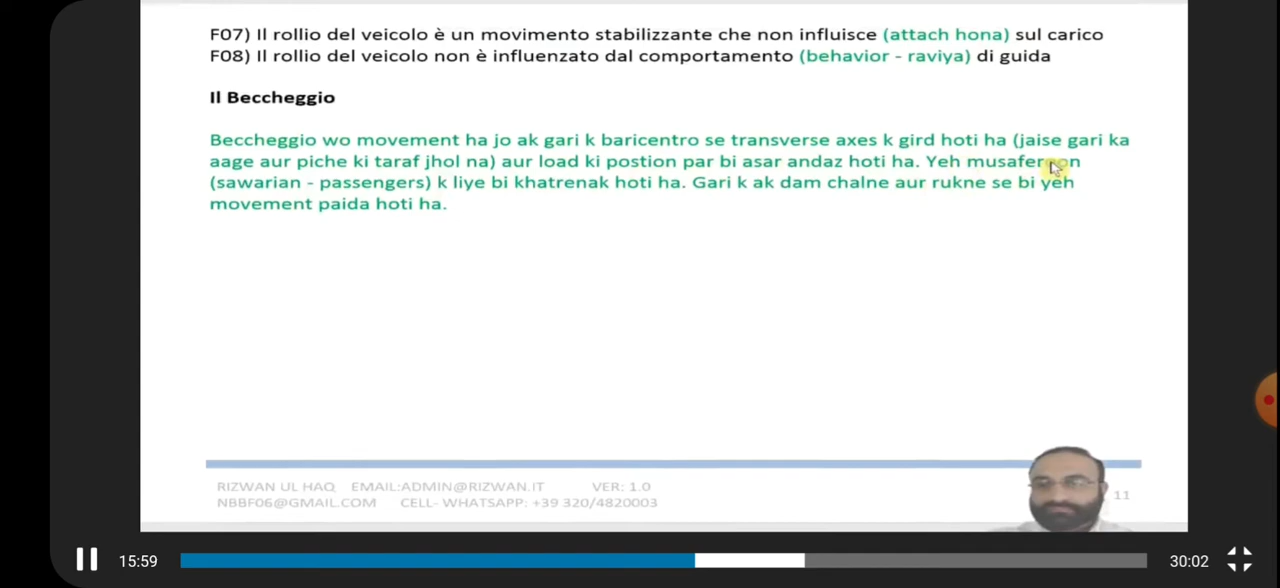 F07) Il rollio del veicolo è un movimento stabilizzante che non influisce (attach hona) sul carico
F08) Il rollio del veicolo non è influenzato dal comportamento (behavior - raviya) di guida
Il Beccheggio
Beccheggio wo movement ha jo ak gari k baricentro se transverse axes k gird hoti ha (jaise gari ka
aage aur piche ki taraf jhol na) aur load ki postion par bi asar andaz hoti ha. Yeh
(sawarian - passengers) k liye bi khatrenak hoti ha. Gari k ak dam chalne aur rukne se bi yeh
movement paida hoti ha.
RIZWAN UL HAQ EMAIL:ADMIN@RIZWAN.IT VER: 1.0
NBBF06@GMAIL.COM CELL- WHATSAPP: +39 320/4820003
11
15:59 30:02